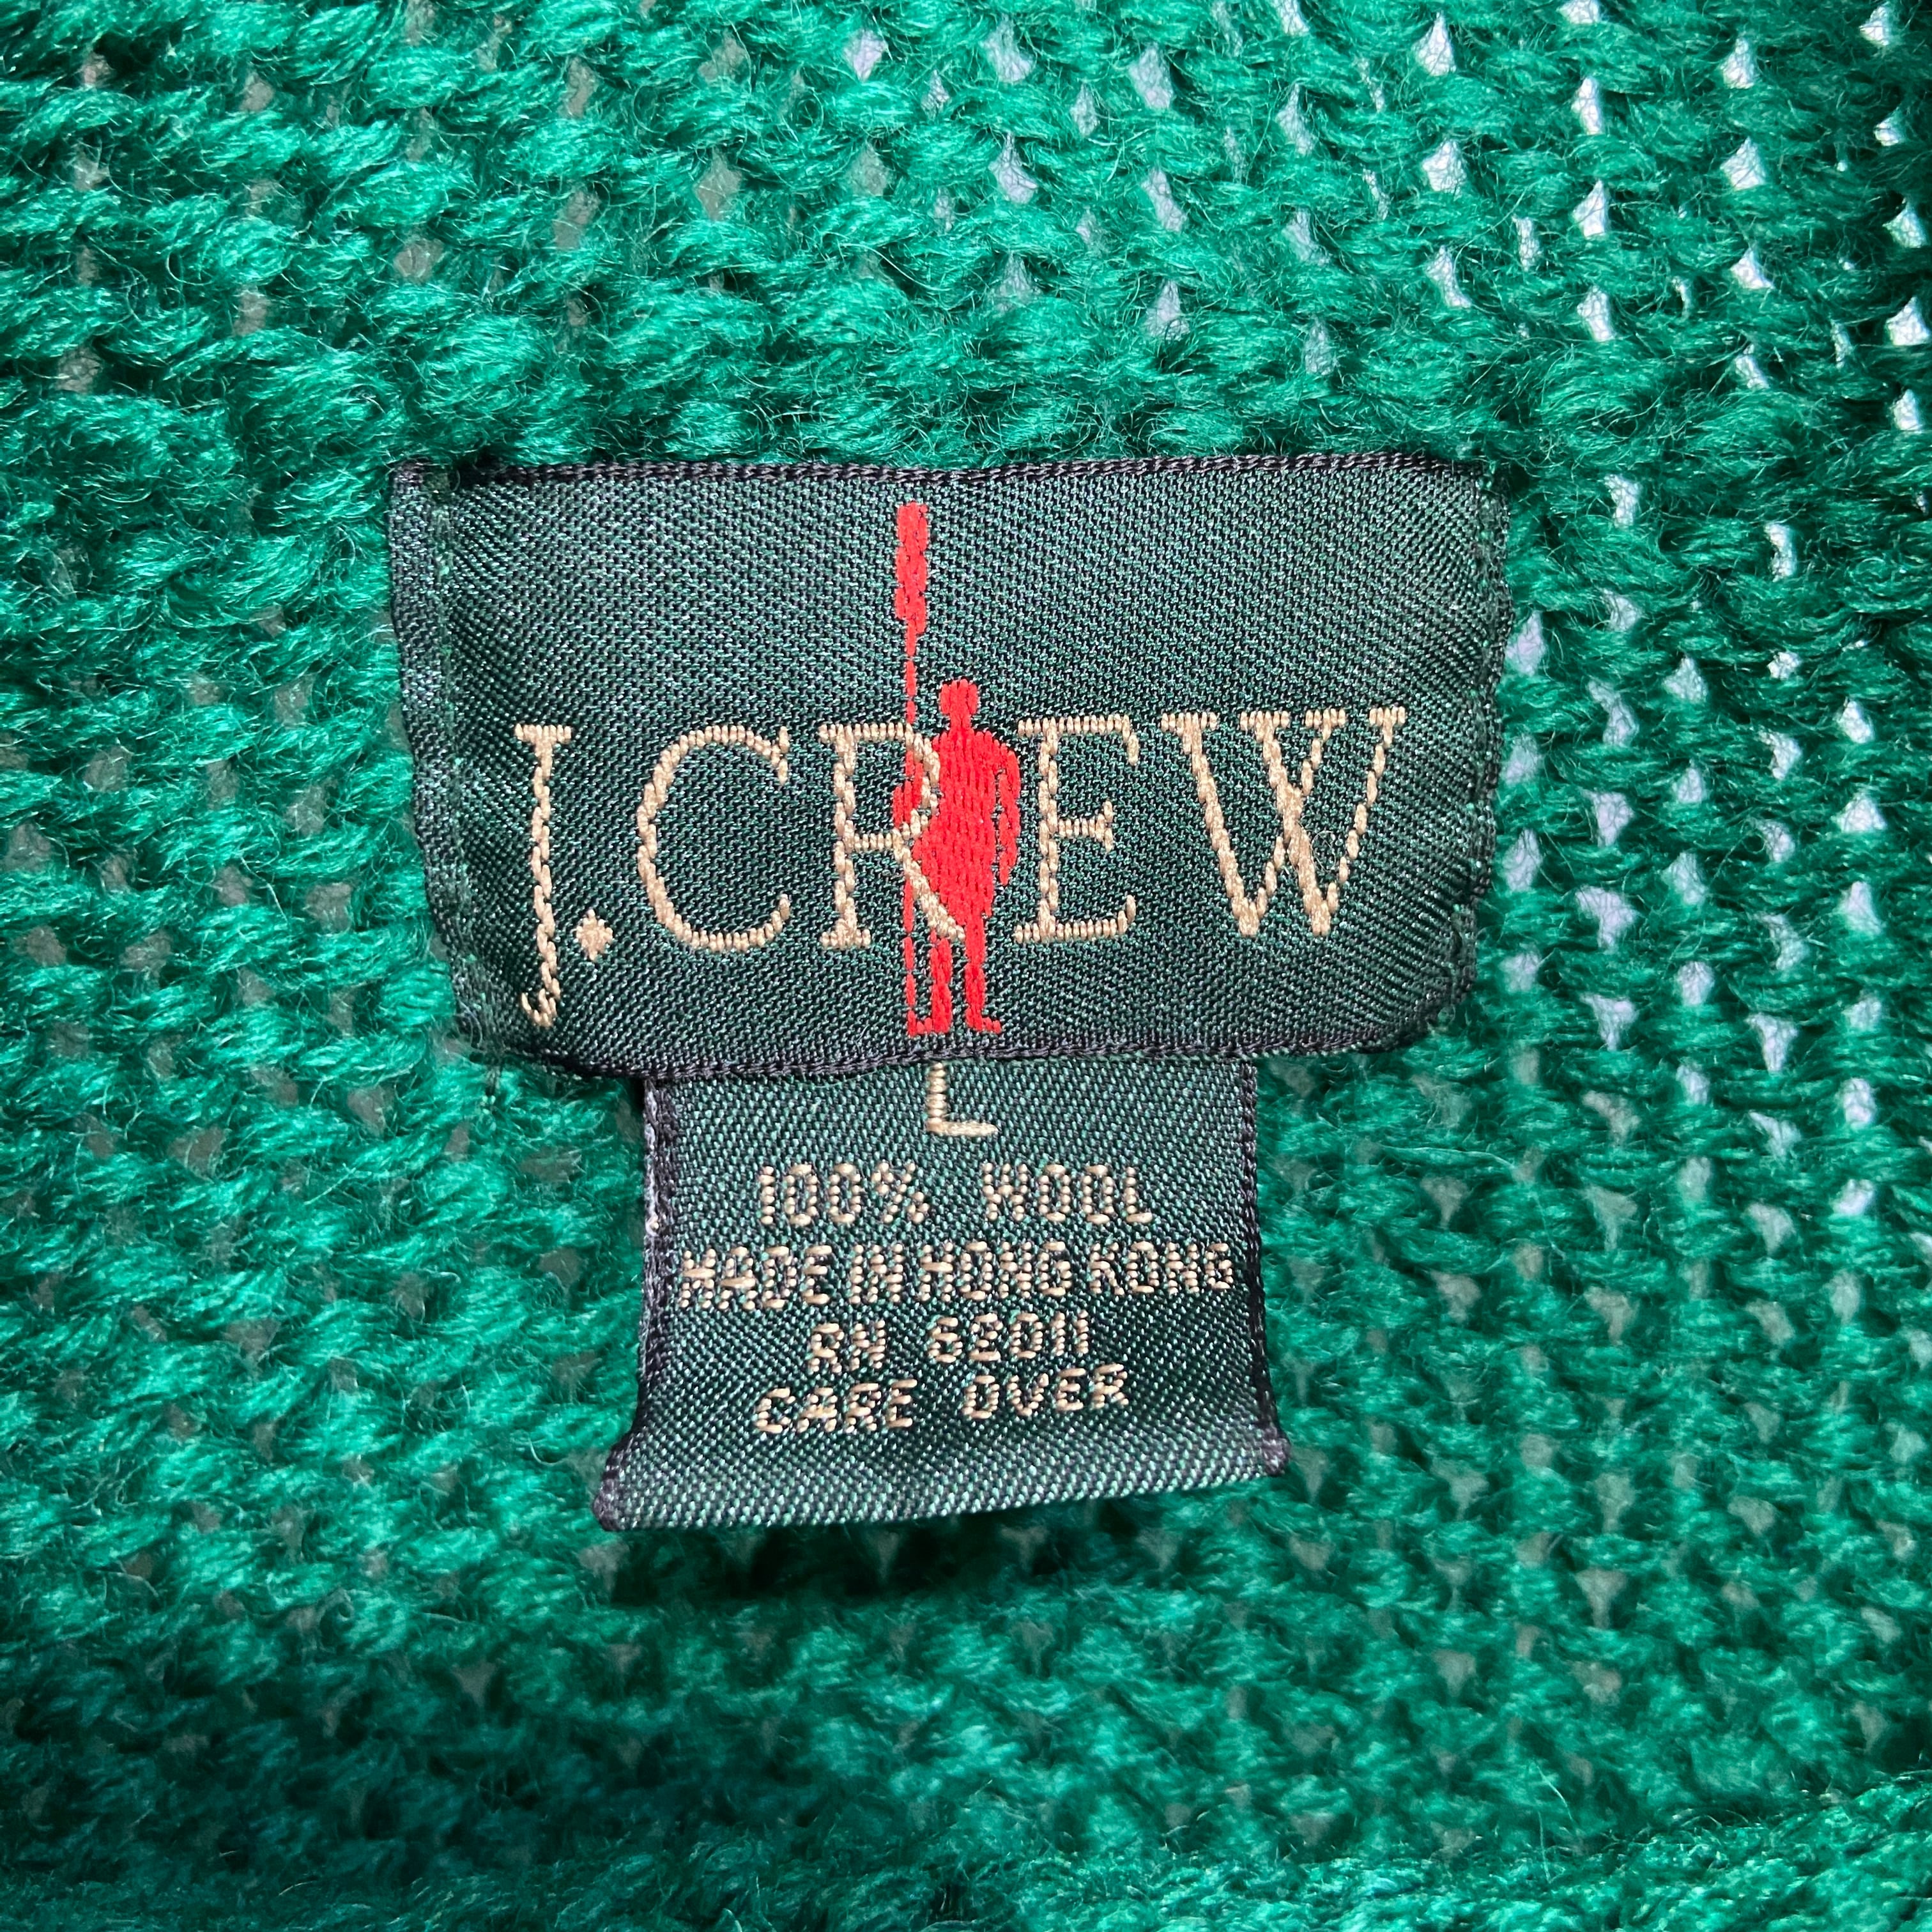 J.CREW
L
100% WOOL
MADE IN HONG KONG
RN 62011
CARE OVER